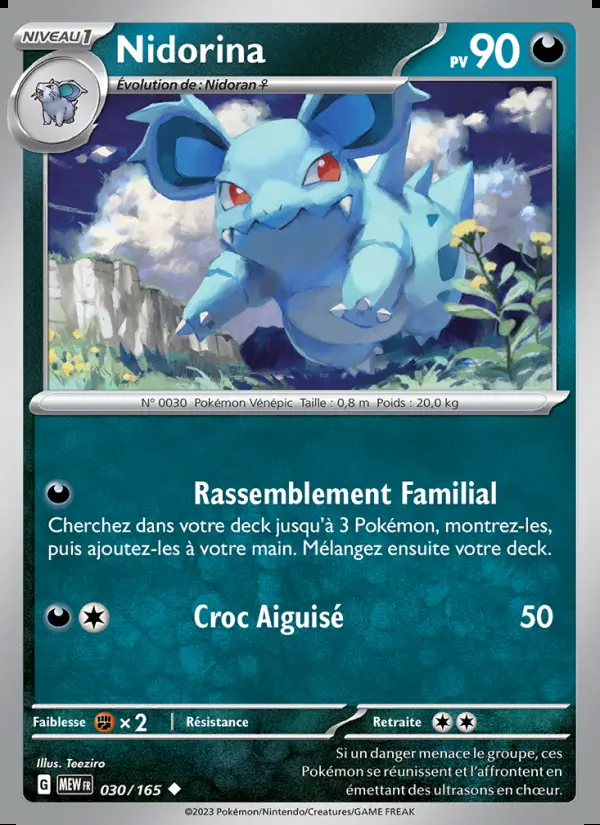 NIVEAU 1
Nidorina
PV 90
Évolution de : Nidoran♀
N° 0030 Pokémon Vénépic Taille : 0,8 m Poids : 20,0 kg
Rassemblement Familial
Cherchez dans votre deck jusqu'à 3 Pokémon, montrez-les,
puis ajoutez-les à votre main. Mélangez ensuite votre deck.
Croc Aiguisé 50
Faiblesse ×2 Résistance Retraite
Illus. Teeziro
G MEW FR 030/165
Si un danger menace le groupe, ces
Pokémon se réunissent et l'affrontent en
émettant des ultrasons en chœur.
©2023 Pokémon/Nintendo/Creatures/GAME FREAK